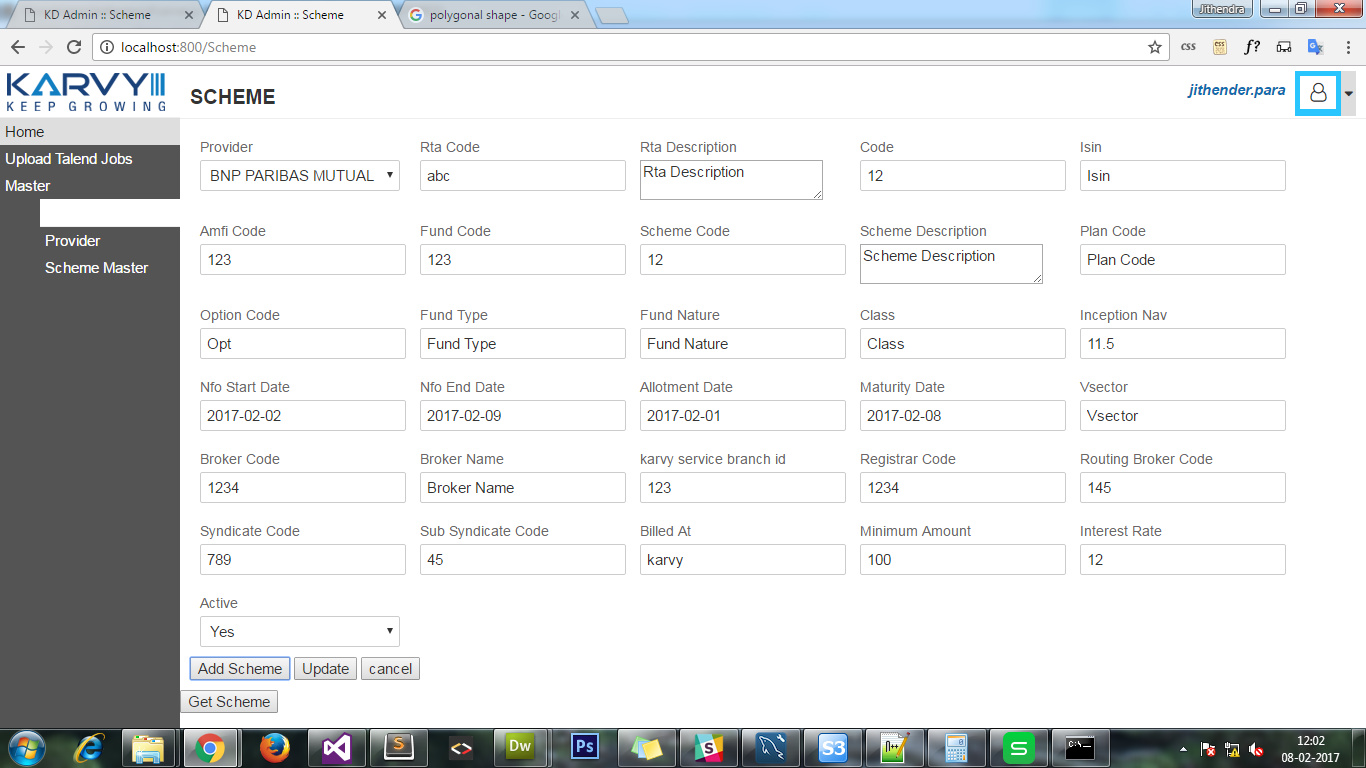 KD Admin :: Scheme
KD Admin :: Scheme
polygonal shape - Goog
Jithendra
localhost:800/Scheme
css
CSS
f?
KARVY
KEEP GROWING
SCHEME
jithender.para
Home
Upload Talend Jobs
Master
Provider
Scheme Master
Provider Rta Code Rta Description Code Isin
BNP PARIBAS MUTUAL abc Rta Description 12 Isin
Amfi Code Fund Code Scheme Code Scheme Description Plan Code
123 123 12 Scheme Description Plan Code
Option Code Fund Type Fund Nature Class Inception Nav
Opt Fund Type Fund Nature Class 11.5
Nfo Start Date Nfo End Date Allotment Date Maturity Date Vsector
2017-02-02 2017-02-09 2017-02-01 2017-02-08 Vsector
Broker Code Broker Name karvy service branch id Registrar Code Routing Broker Code
1234 Broker Name 123 1234 145
Syndicate Code Sub Syndicate Code Billed At Minimum Amount Interest Rate
789 45 karvy 100 12
Active
Yes
Add Scheme Update cancel
Get Scheme
S Dw Ps S S3 S C:\
12:02
08-02-2017